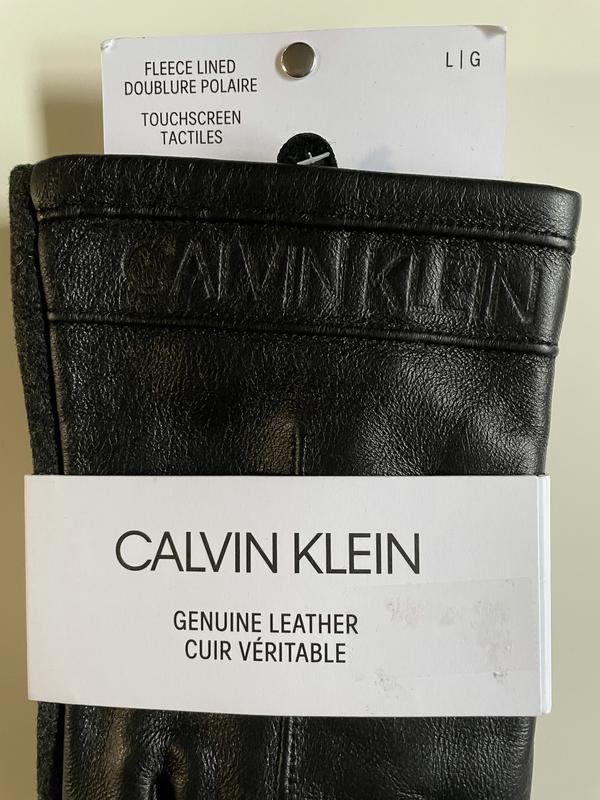 FLEECE LINED
DOUBLURE POLAIRE
L | G
TOUCHSCREEN
TACTILES
CALVIN KLEIN
CALVIN KLEIN
GENUINE LEATHER
CUIR VÉRITABLE